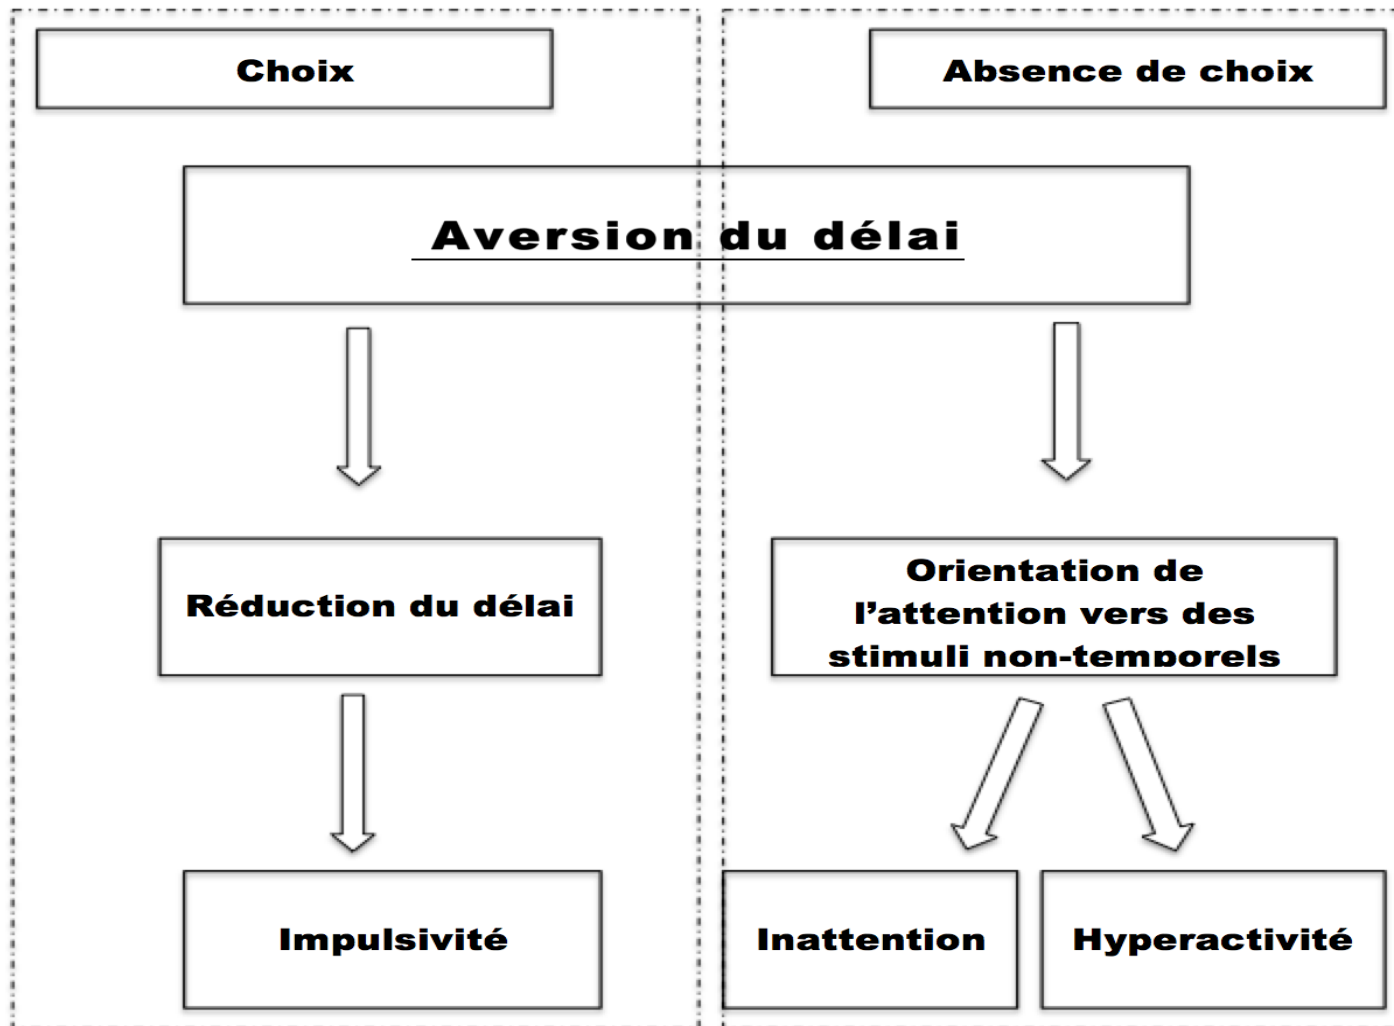 Choix
Absence de choix
Aversion du délai
Réduction du délai
Orientation de
l’attention vers des
stimuli non-temporels
Impulsivité
Inattention
Hyperactivité